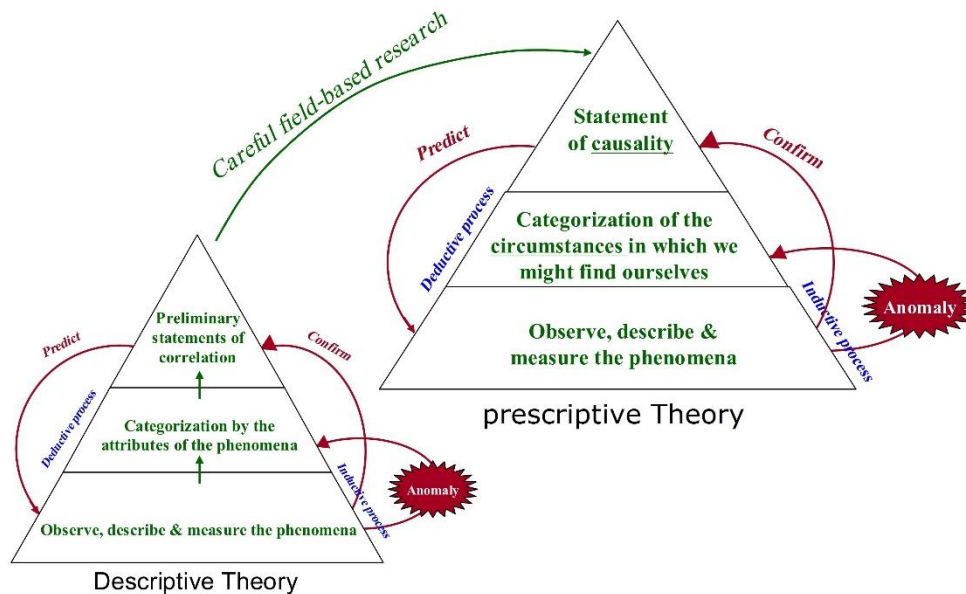 Careful field-based research
Statement
of causality
Predict
Confirm
Deductive process
Categorization of the
circumstances in which we
might find ourselves
Inductive process
Anomaly
Observe, describe &
measure the phenomena
prescriptive Theory
Preliminary
statements of
correlation
Predict
Confirm
Deductive process
Categorization by the
attributes of the phenomena
Inductive process
Anomaly
Observe, describe & measure the phenomena
Descriptive Theory